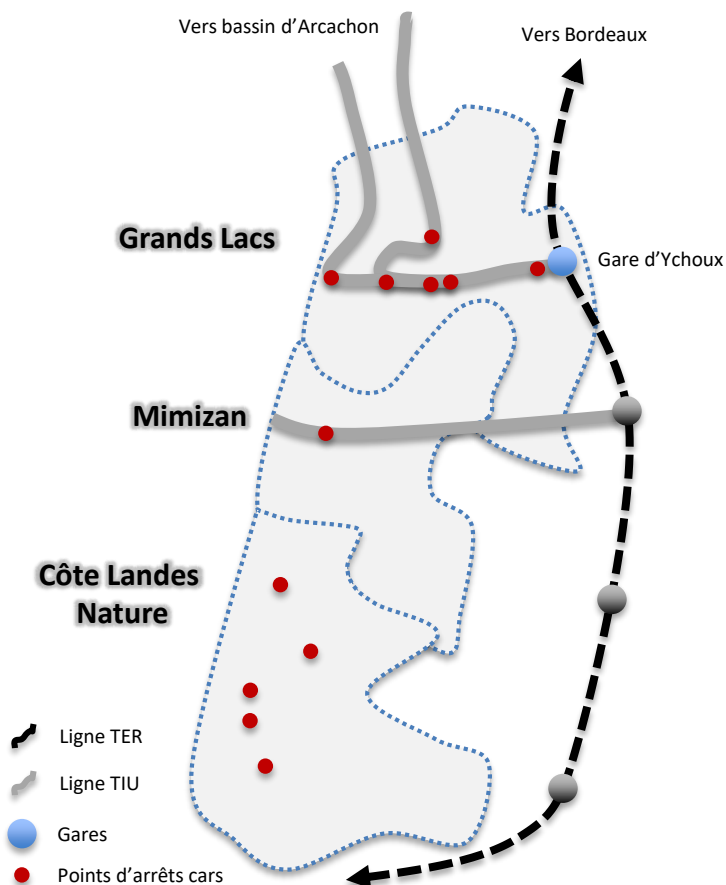 Vers bassin d’Arcachon
Vers Bordeaux
Grands Lacs
Gare d’Ychoux
Mimizan
Côte Landes
Nature
Ligne TER
Ligne TIU
Gares
Points d’arrêts cars